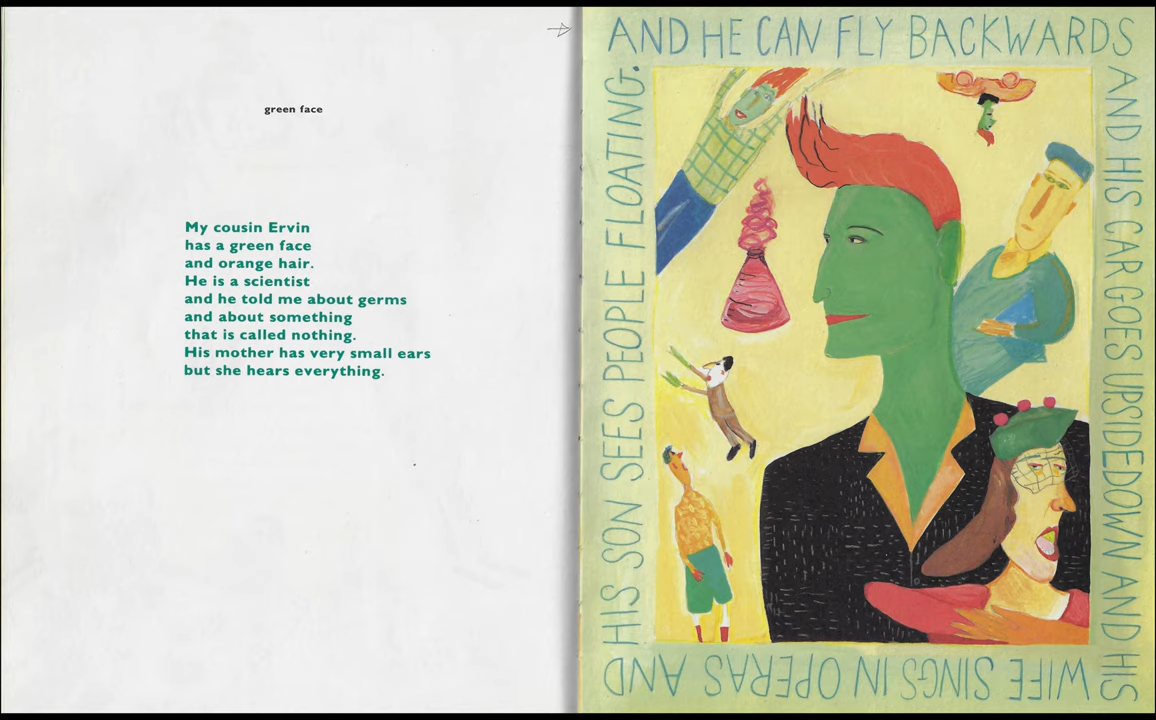 green face
My cousin Ervin
has a green face
and orange hair.
He is a scientist
and he told me about germs
and about something
that is called nothing.
His mother has very small ears
but she hears everything.
AND HE CAN FLY BACKWARDS
AND HIS CAR GOES UPSIDEDOWN AND HIS
WIFE SINGS IN OPERAS AND
HIS SON SEES PEOPLE FLOATING.